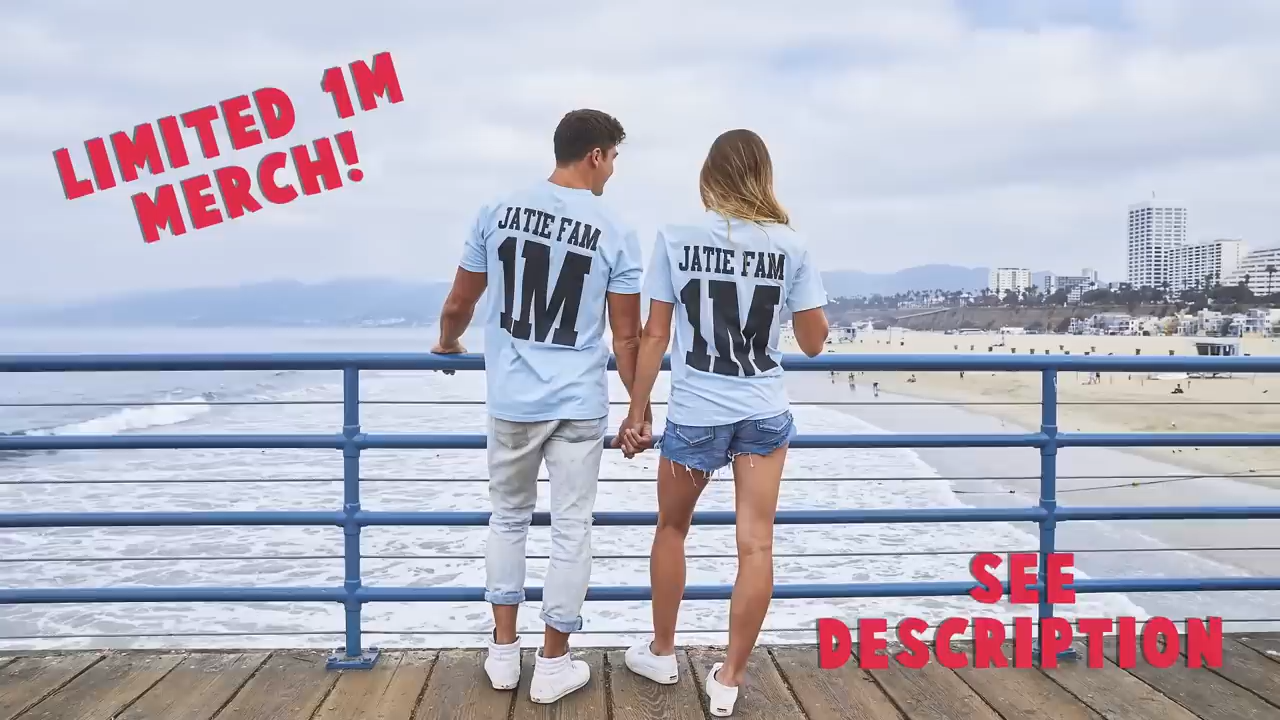 LIMITED 1M
MERCH!
JATIE FAM
1M
JATIE FAM
1M
SEE
DESCRIPTION